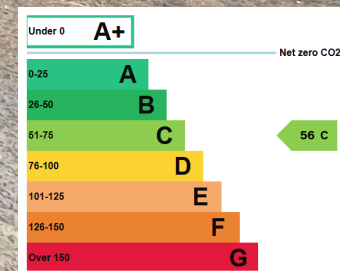 Under 0 A+
Net zero CO2
0-25 A
26-50 B
51-75 C
56 C
76-100 D
101-125 E
126-150 F
Over 150 G